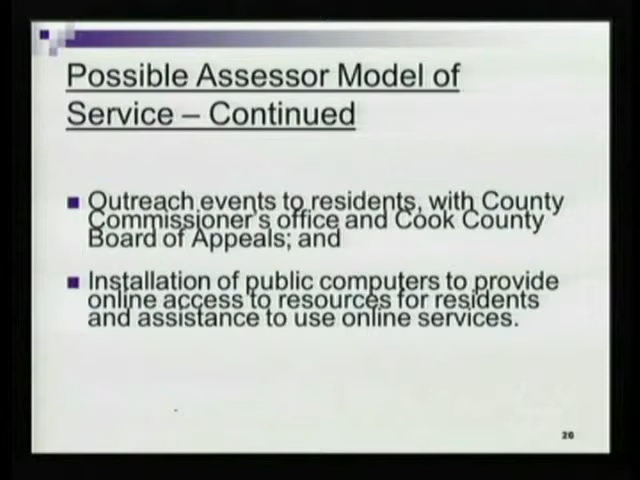 Possible Assessor Model of
Service – Continued
Outreach events to residents, with County
Commissioner's office and Cook County
Board of Appeals; and
Installation of public computers to provide
online access to resources for residents
and assistance to use online services.
26